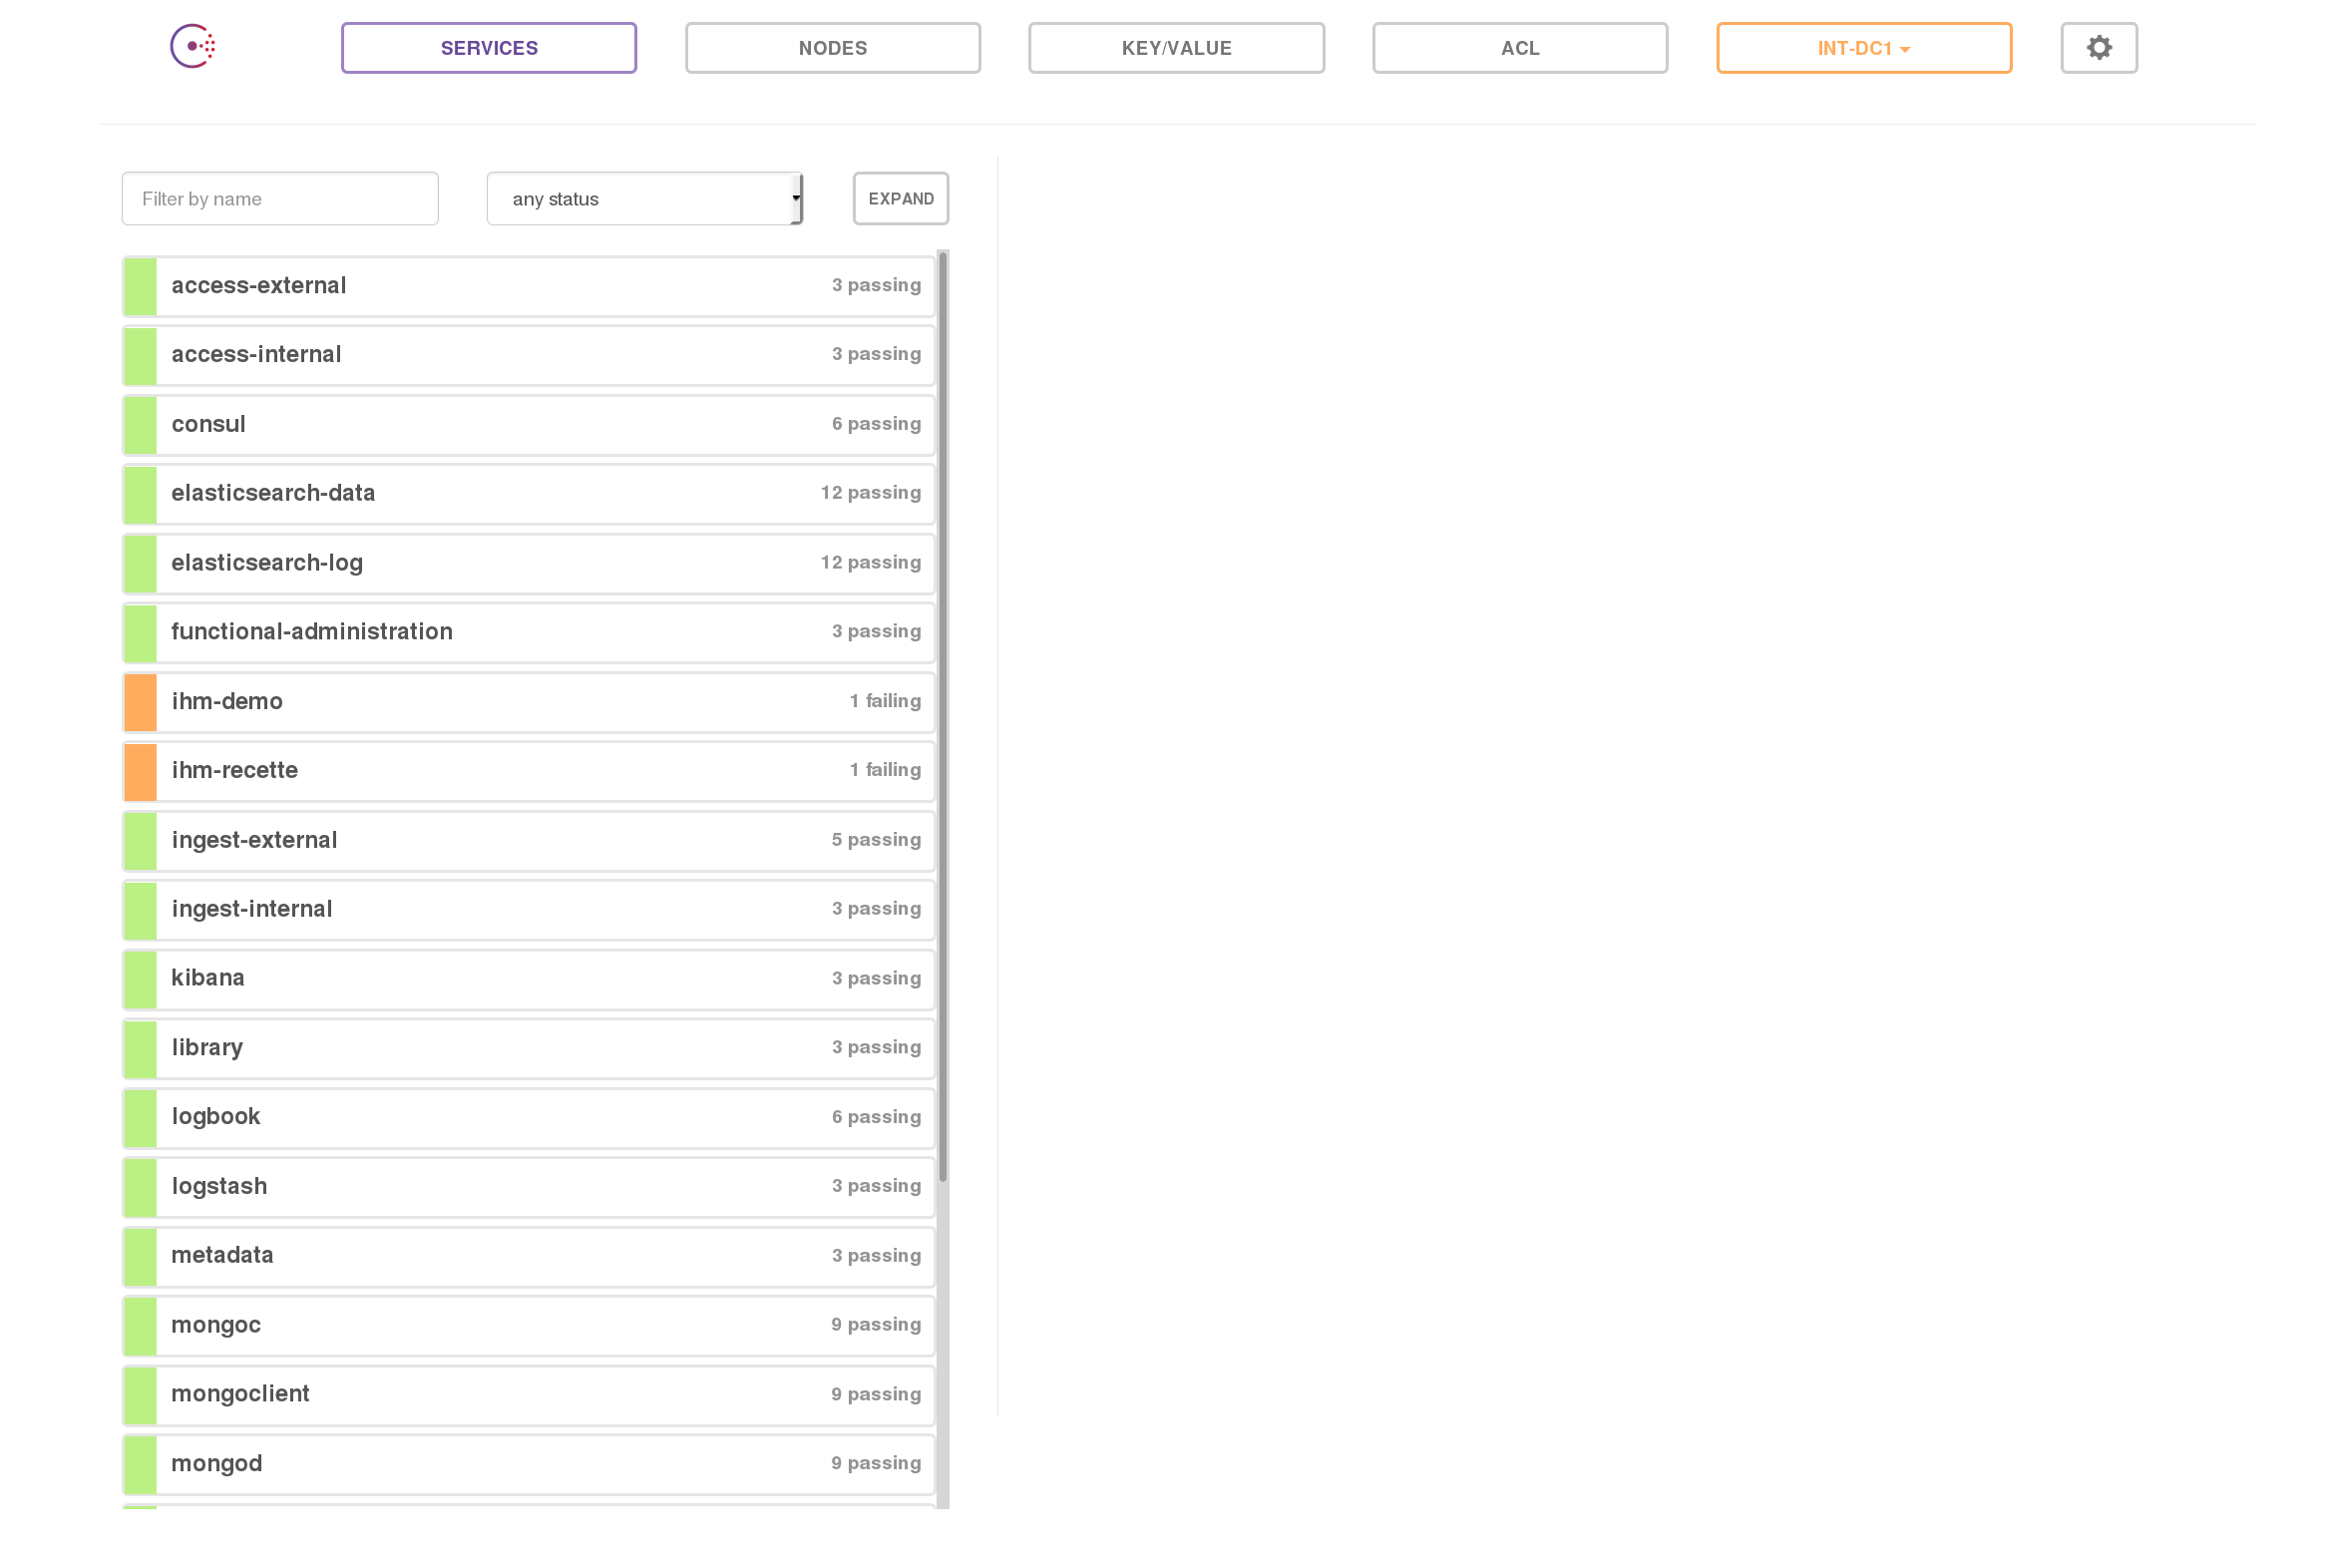 SERVICES NODES KEY/VALUE ACL INT-DC1
Filter by name any status EXPAND
access-external 3 passing
access-internal 3 passing
consul 6 passing
elasticsearch-data 12 passing
elasticsearch-log 12 passing
functional-administration 3 passing
ihm-demo 1 failing
ihm-recette 1 failing
ingest-external 5 passing
ingest-internal 3 passing
kibana 3 passing
library 3 passing
logbook 6 passing
logstash 3 passing
metadata 3 passing
mongoc 9 passing
mongoclient 9 passing
mongod 9 passing